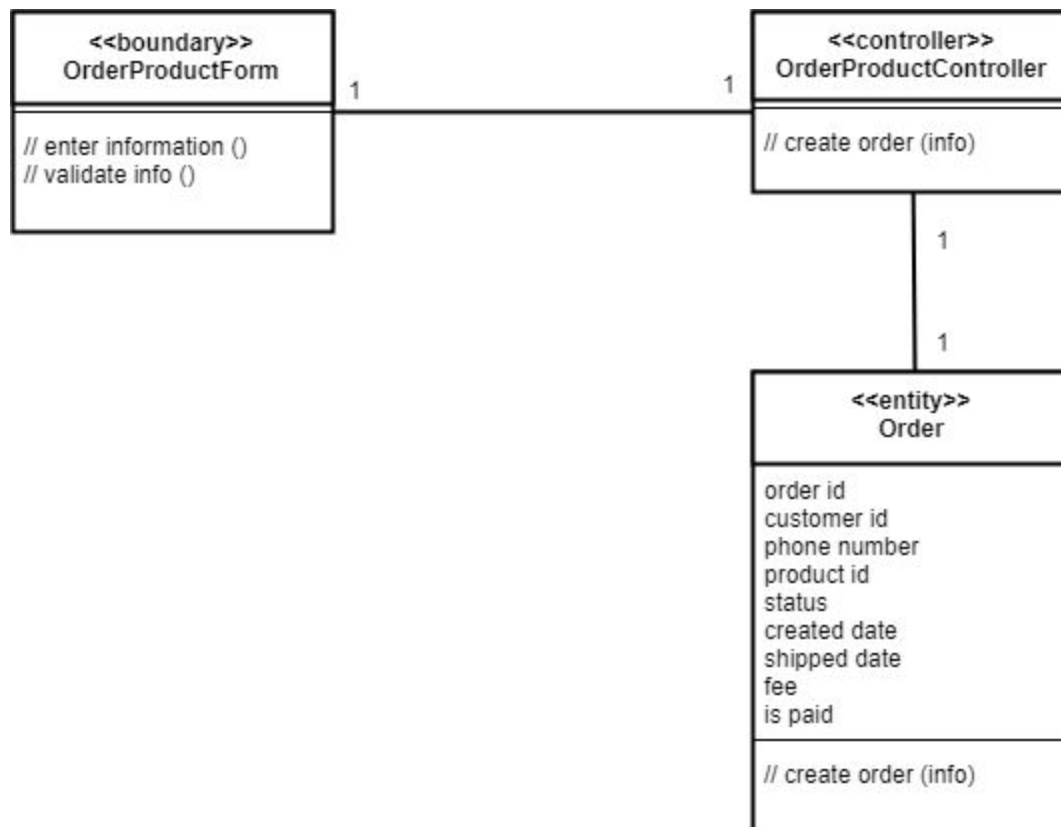 <<boundary>>
OrderProductForm
// enter information ()
// validate info ()
1
1
<<controller>>
OrderProductController
// create order (info)
1
1
<<entity>>
Order
order id
customer id
phone number
product id
status
created date
shipped date
fee
is paid
// create order (info)